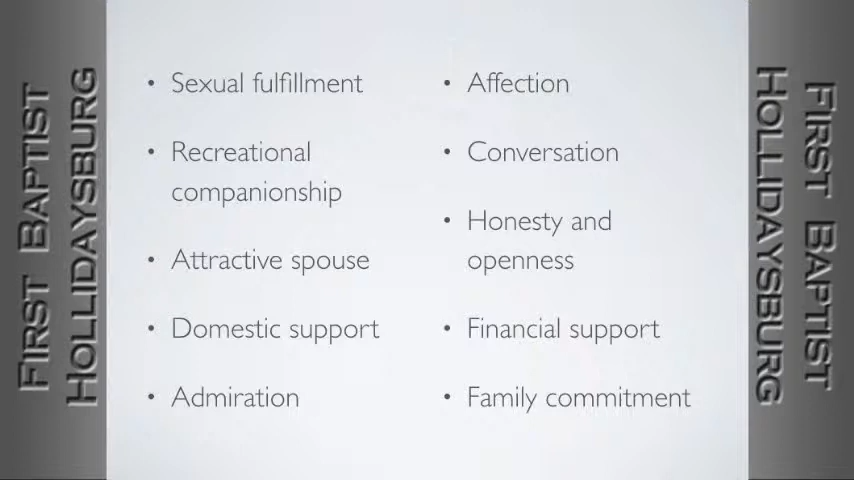 FIRST BAPTIST
HOLLIDAYSBURG
• Sexual fulfillment
• Recreational
companionship
• Attractive spouse
• Domestic support
• Admiration
• Affection
• Conversation
• Honesty and
openness
• Financial support
• Family commitment
FIRST BAPTIST
HOLLIDAYSBURG